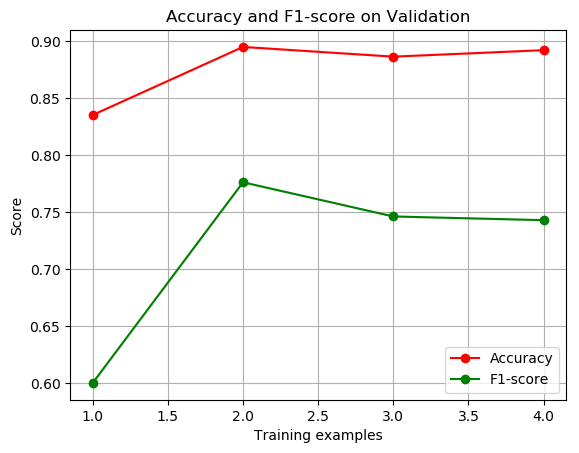 Accuracy and F1-score on Validation
0.90
0.85
0.80
0.75
0.70
0.65
0.60
Score
1.0 1.5 2.0 2.5 3.0 3.5 4.0
Training examples
Accuracy
F1-score